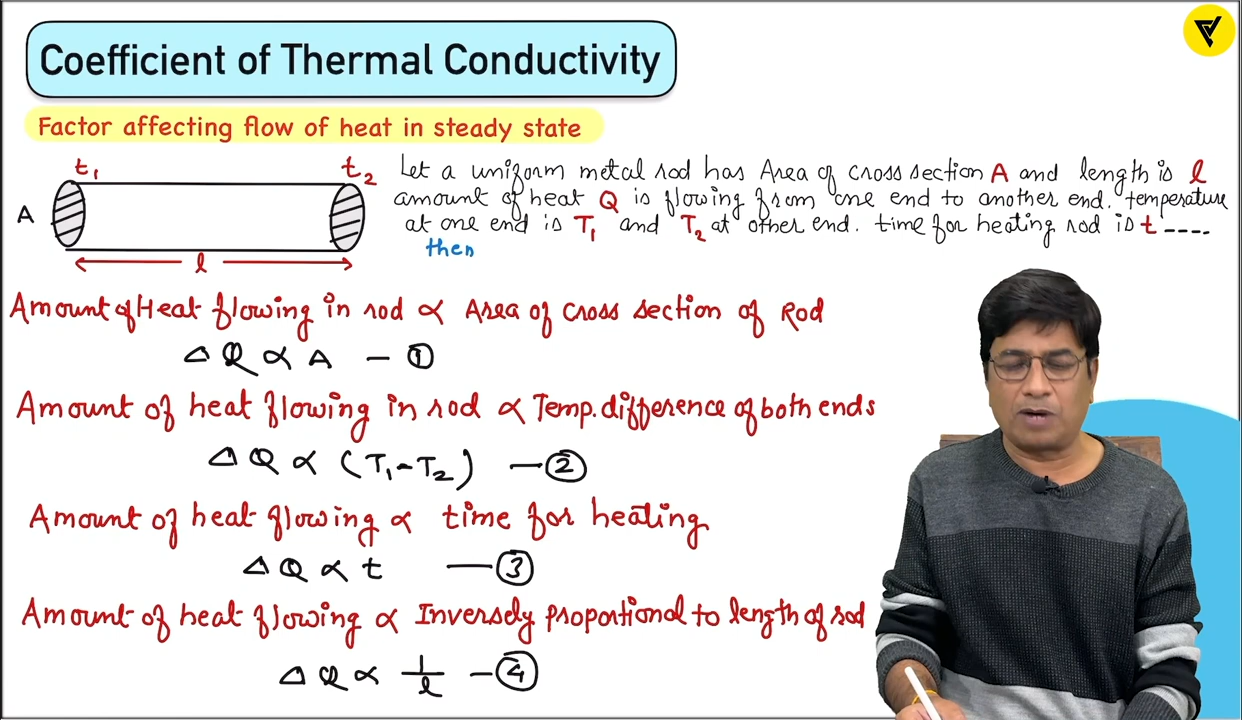 Coefficient of Thermal Conductivity
Factor affecting flow of heat in steady state
t₁ t₂
A
l
Let a uniform metal rod has Area of cross section A and length is l
amount of heat Q is flowing from one end to another end. temperature
at one end is T₁ and T₂ at other end. time for heating rod is t ----
then
Amount of Heat flowing in rod ∝ Area of cross section of Rod
Δ Q ∝ A — ①
Amount of heat flowing in rod ∝ Temp. difference of both ends
Δ Q ∝ (T₁-T₂) — ②
Amount of heat flowing ∝ time for heating
Δ Q ∝ t — ③
Amount of heat flowing ∝ Inversely proportional to length of rod
Δ Q ∝ 1/l — ④